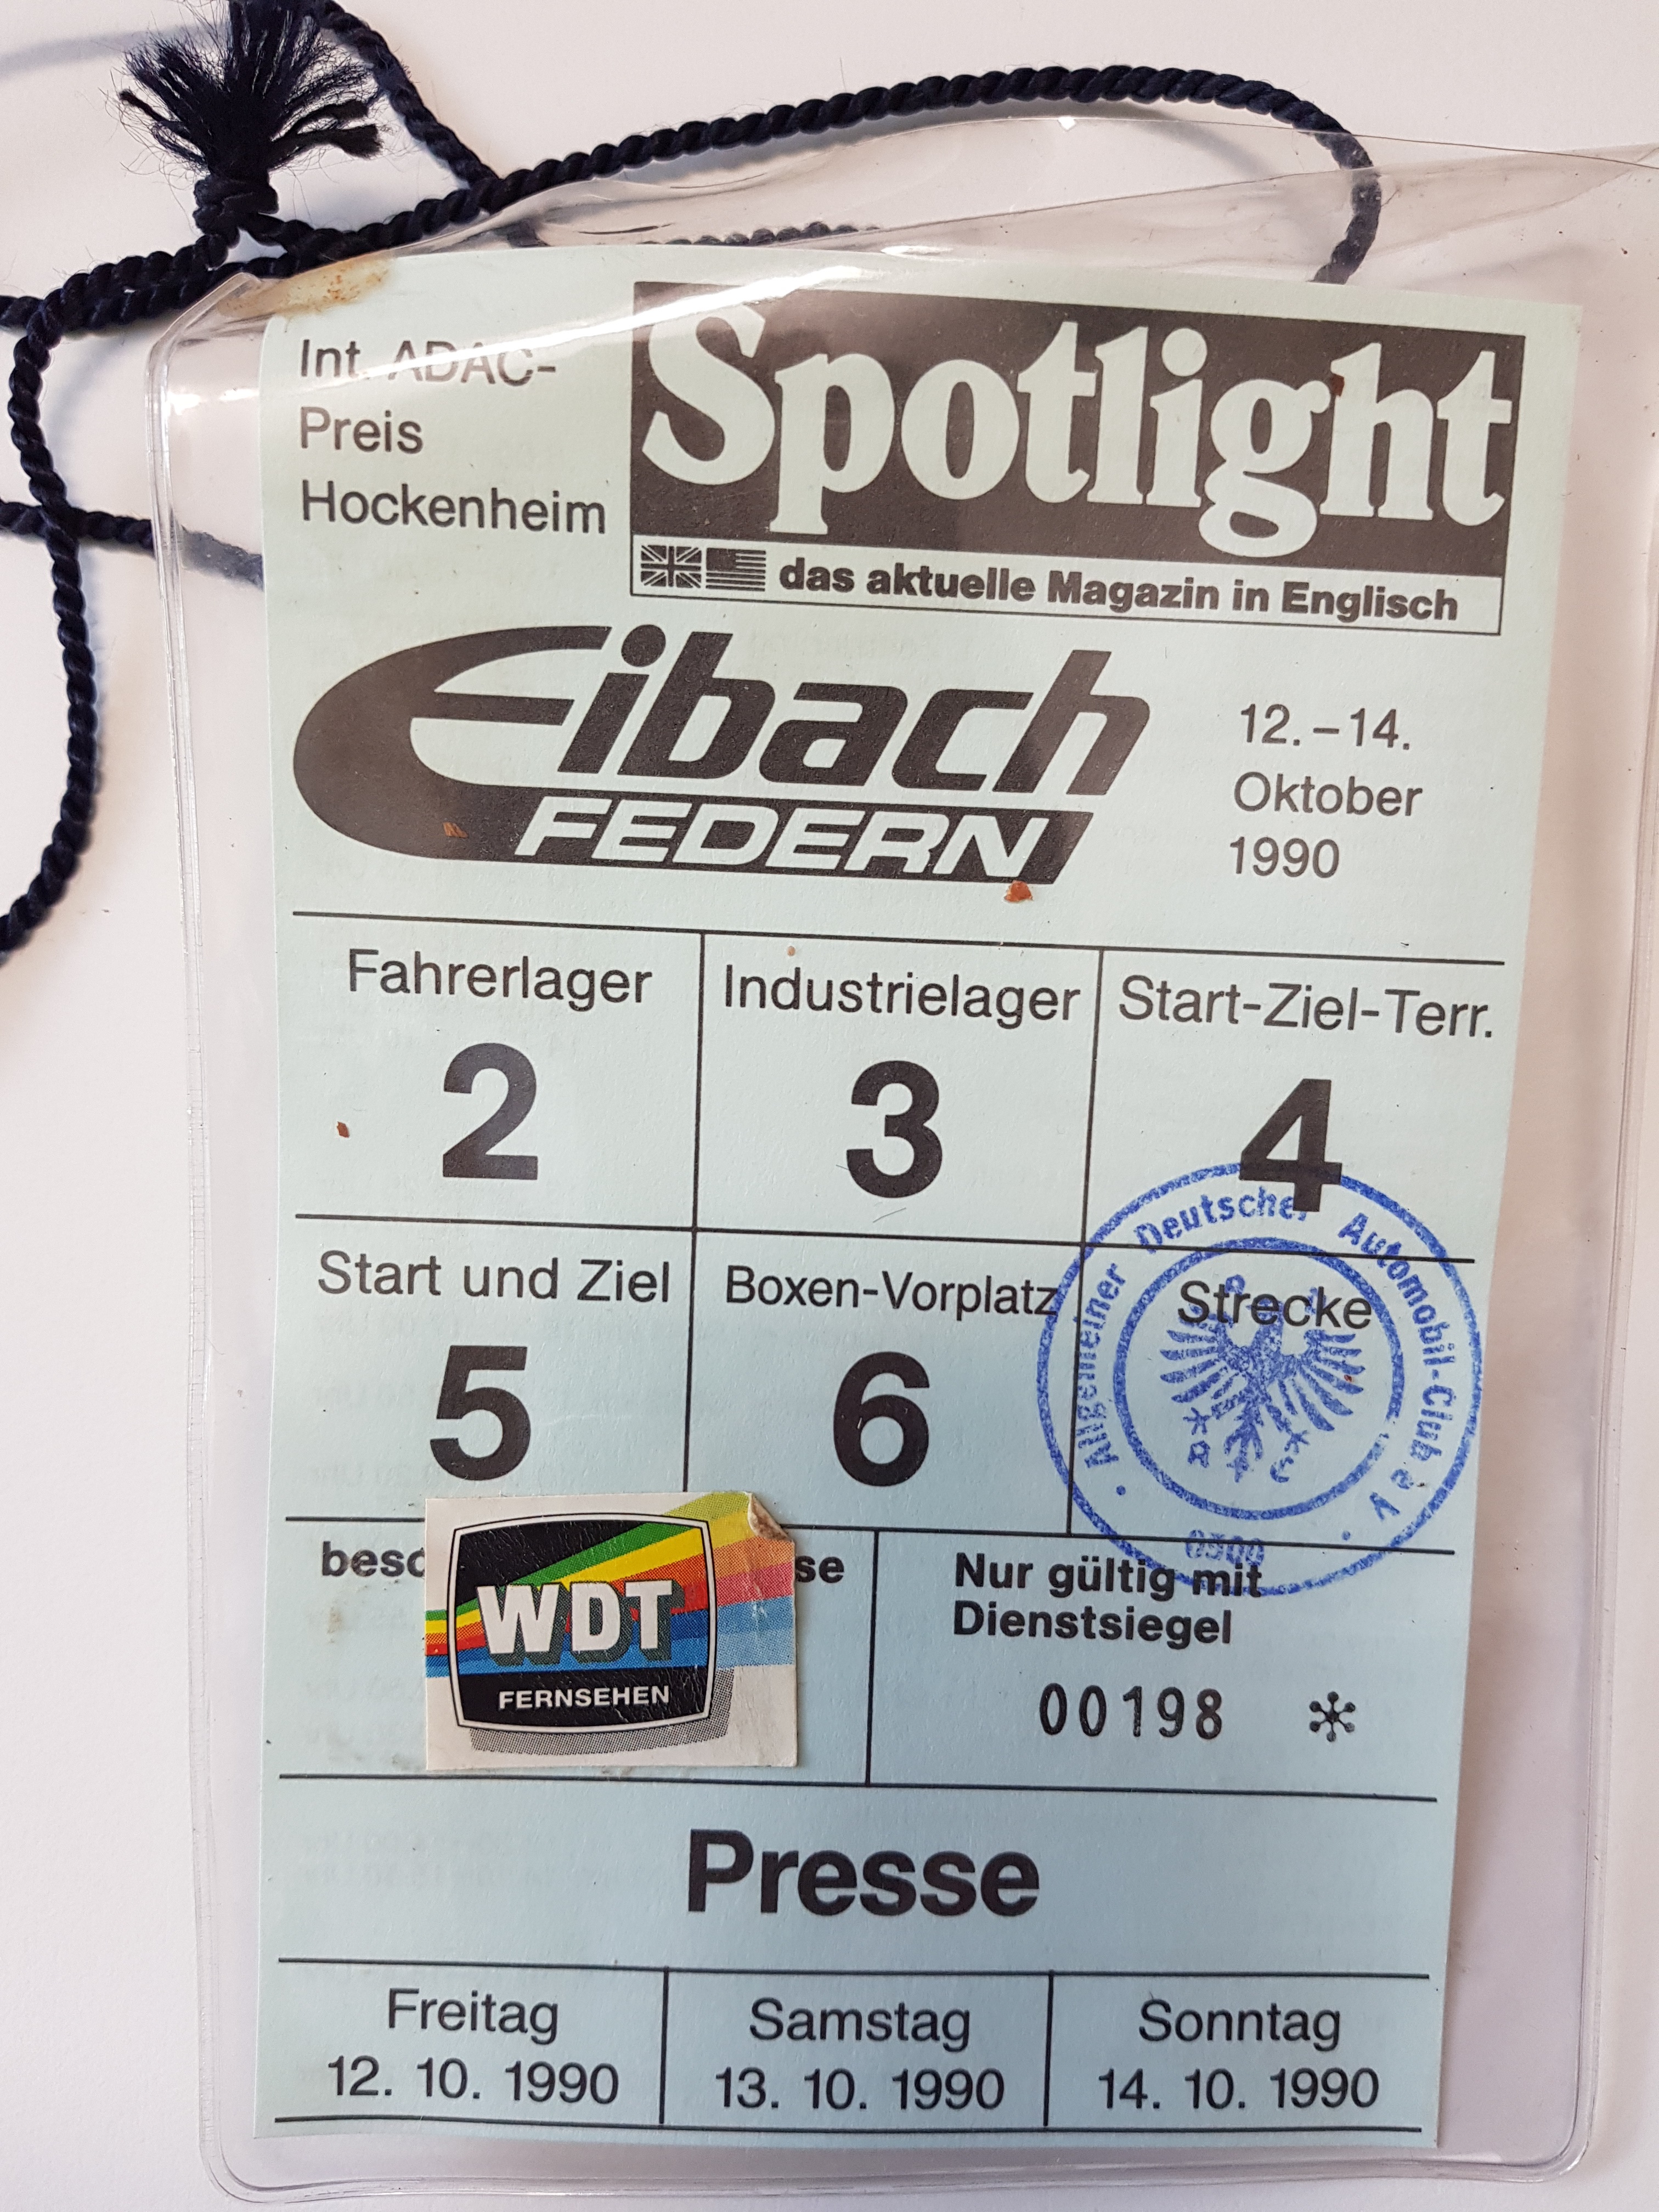 Int. ADAC-
Preis
Hockenheim
Spotlight
das aktuelle Magazin in Englisch
Eibach
FEDERN
12.–14.
Oktober
1990
Fahrerlager
2
Industrielager
3
Start-Ziel-Terr.
4
Start und Ziel
5
Boxen-Vorplatz
6
Strecke
Allgemeiner Deutscher Automobil-Club e.V.
WDT
FERNSEHEN
Nur gültig mit
Dienstsiegel
00198 *
Presse
Freitag
12. 10. 1990
Samstag
13. 10. 1990
Sonntag
14. 10. 1990